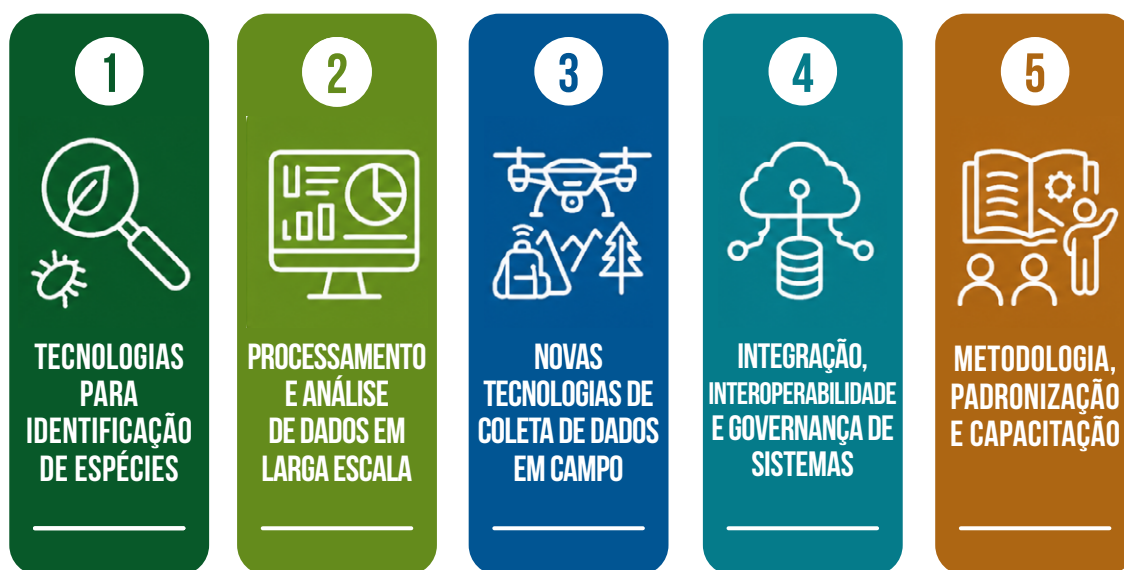 1
TECNOLOGIAS
PARA
IDENTIFICAÇÃO
DE ESPÉCIES
2
PROCESSAMENTO
E ANÁLISE
DE DADOS EM
LARGA ESCALA
3
NOVAS
TECNOLOGIAS DE
COLETA DE DADOS
EM CAMPO
4
INTEGRAÇÃO,
INTEROPERABILIDADE
E GOVERNANÇA DE
SISTEMAS
5
METODOLOGIA,
PADRONIZAÇÃO
E CAPACITAÇÃO